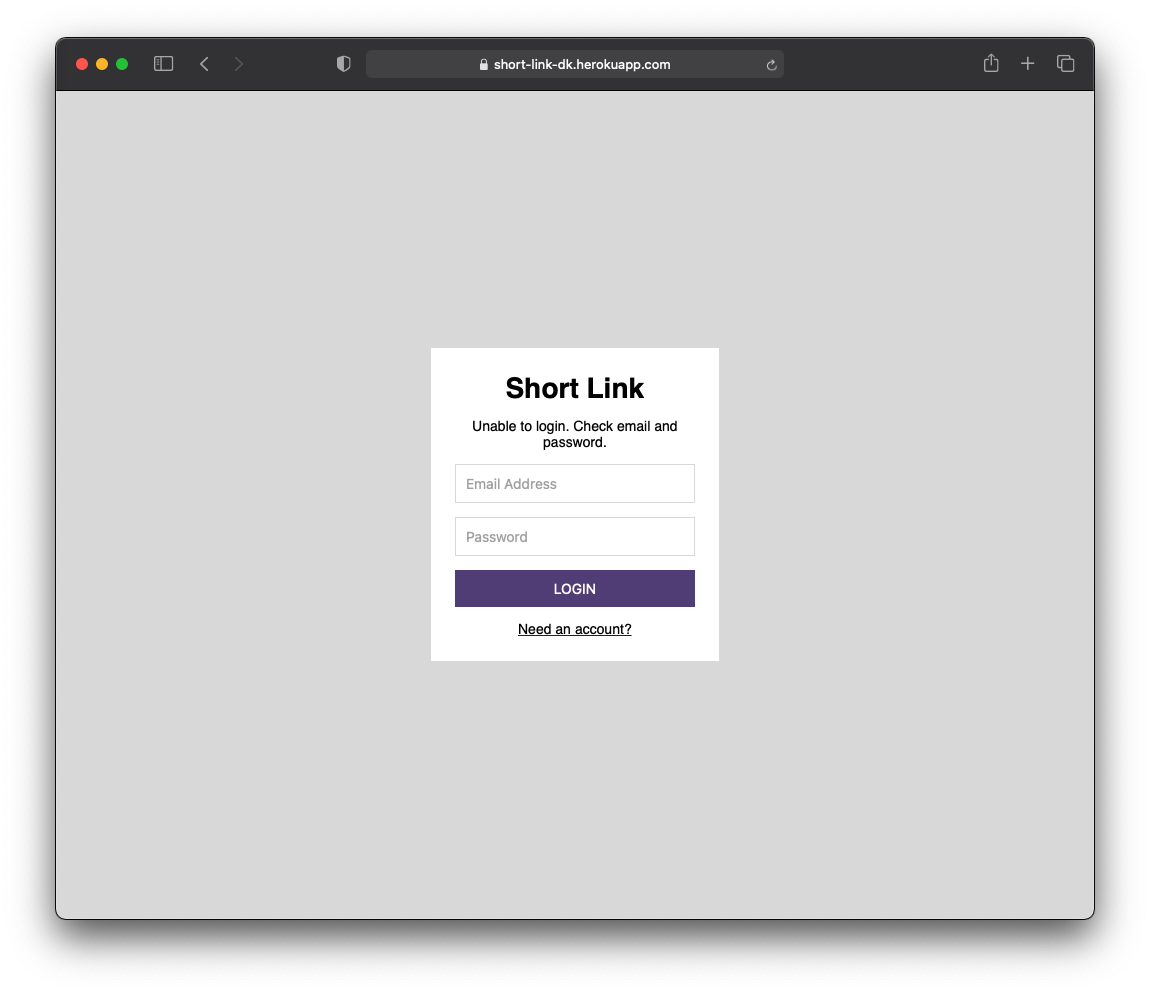 short-link-dk.herokuapp.com
Short Link
Unable to login. Check email and
password.
Email Address
Password
LOGIN
Need an account?